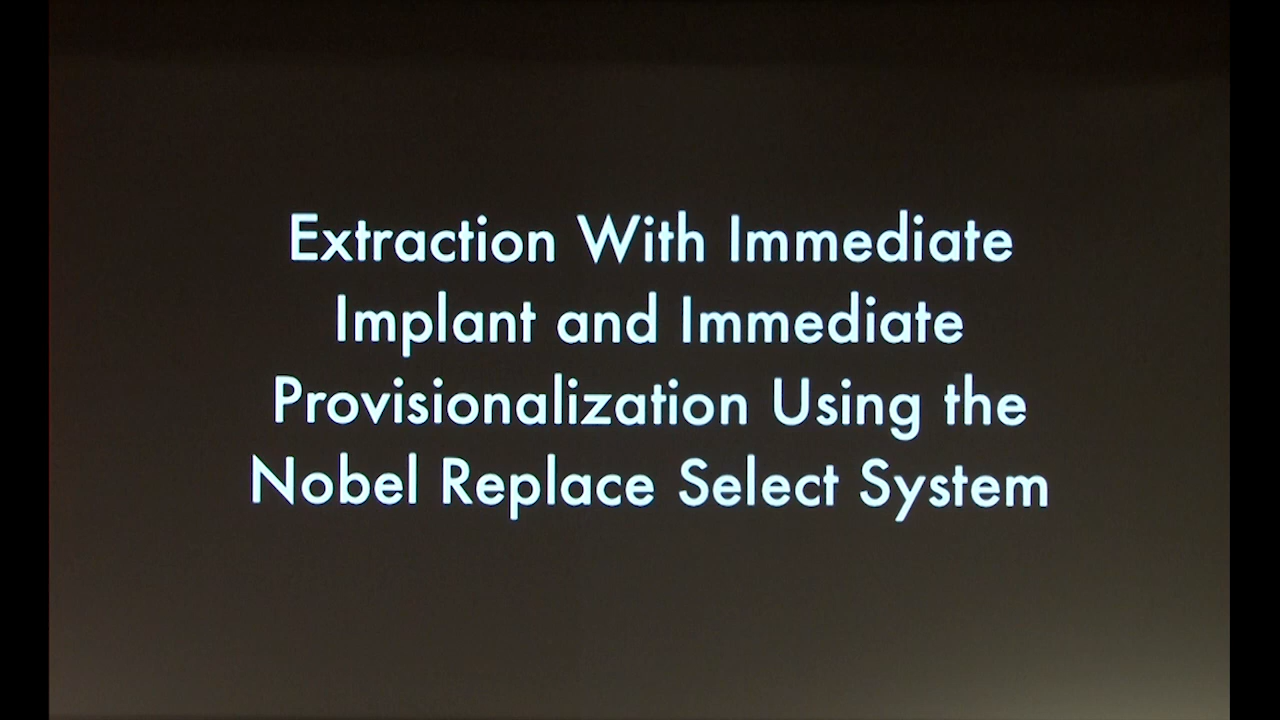 Extraction With Immediate
Implant and Immediate
Provisionalization Using the
Nobel Replace Select System